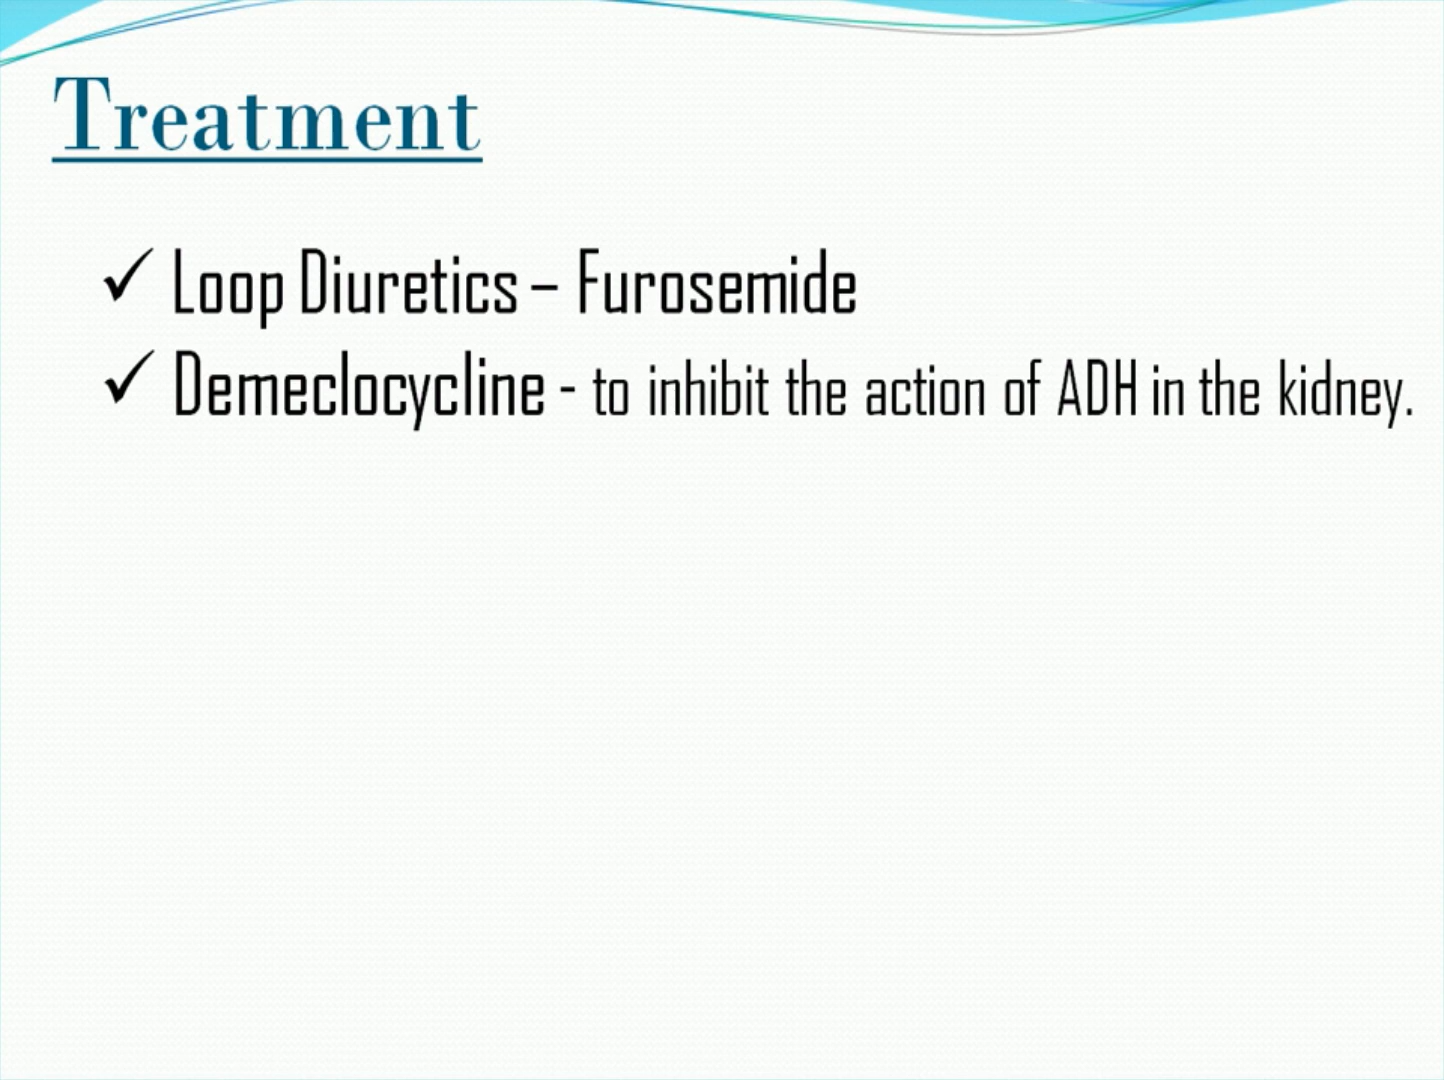 Treatment
✓ Loop Diuretics – Furosemide
✓ Demeclocycline - to inhibit the action of ADH in the kidney.